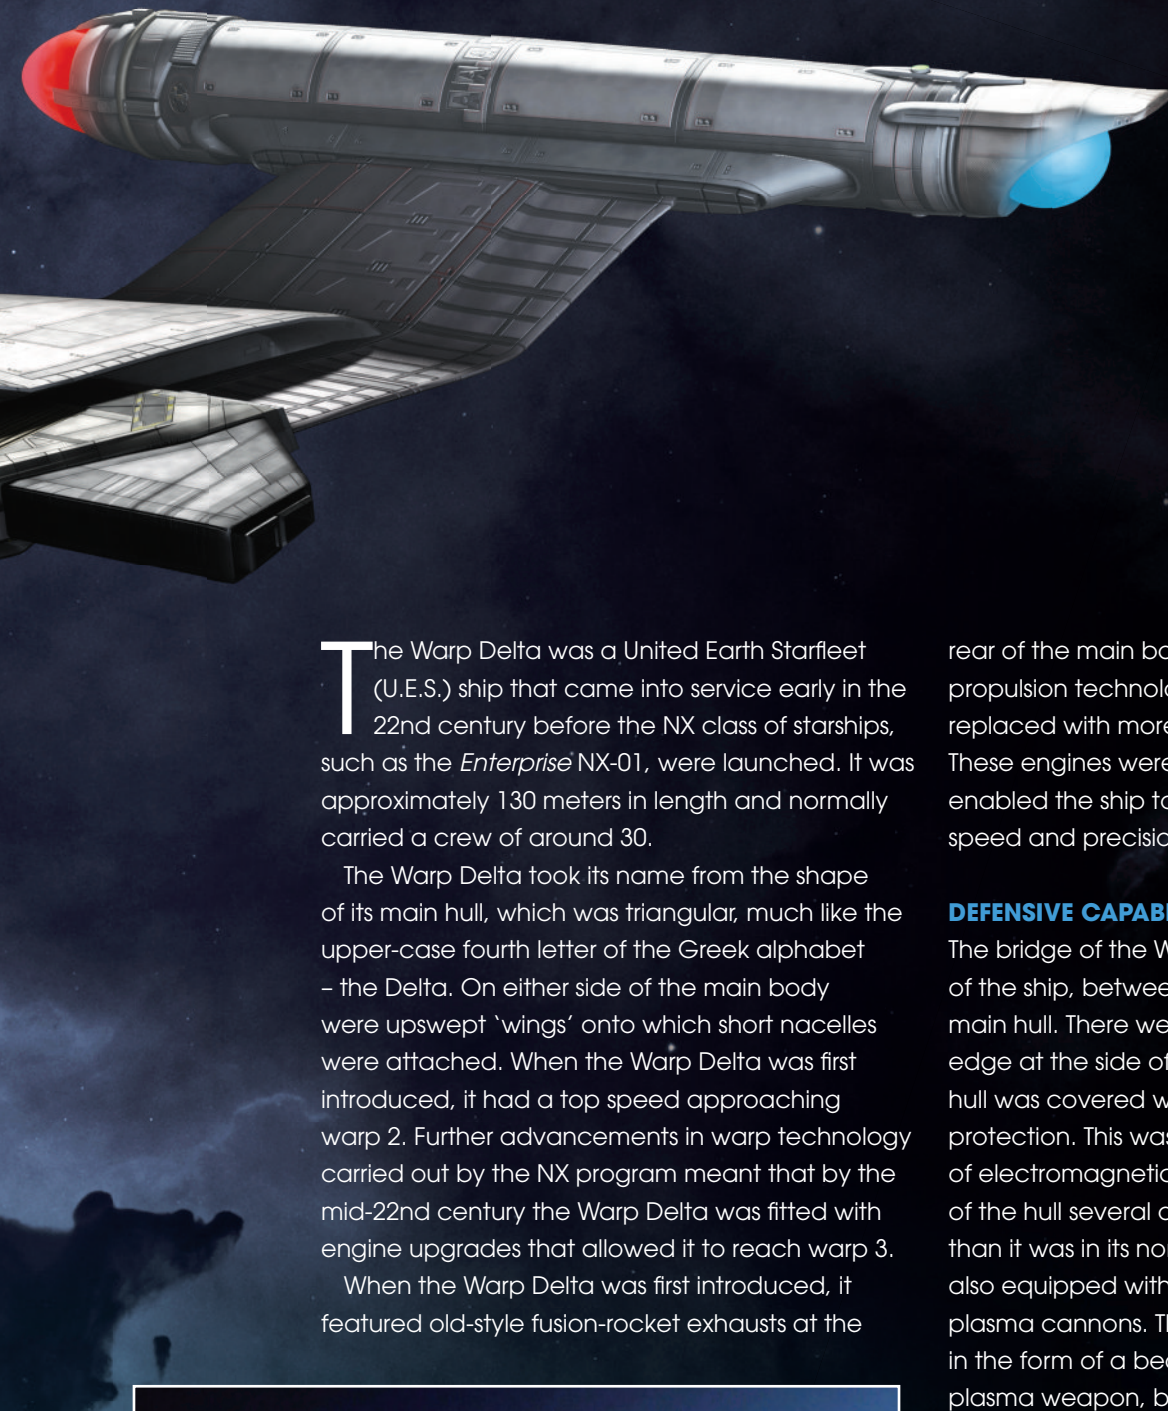 The Warp Delta was a United Earth Starfleet
(U.E.S.) ship that came into service early in the
22nd century before the NX class of starships,
such as the Enterprise NX-01, were launched. It was
approximately 130 meters in length and normally
carried a crew of around 30.
The Warp Delta took its name from the shape
of its main hull, which was triangular, much like the
upper-case fourth letter of the Greek alphabet
– the Delta. On either side of the main body
were upswept ‘wings’ onto which short nacelles
were attached. When the Warp Delta was first
introduced, it had a top speed approaching
warp 2. Further advancements in warp technology
carried out by the NX program meant that by the
mid-22nd century the Warp Delta was fitted with
engine upgrades that allowed it to reach warp 3.
When the Warp Delta was first introduced, it
featured old-style fusion-rocket exhausts at the
rear of the main
propulsion
replaced with more
These engines were
enabled the ship
speed and
DEFENSIVE
The bridge of the
of the ship,
main hull. There
edge at the side
hull was covered
protection. This
of
of the hull several
than it was in its
also equipped with
plasma cannons.
in the form of a
plasma weapon,